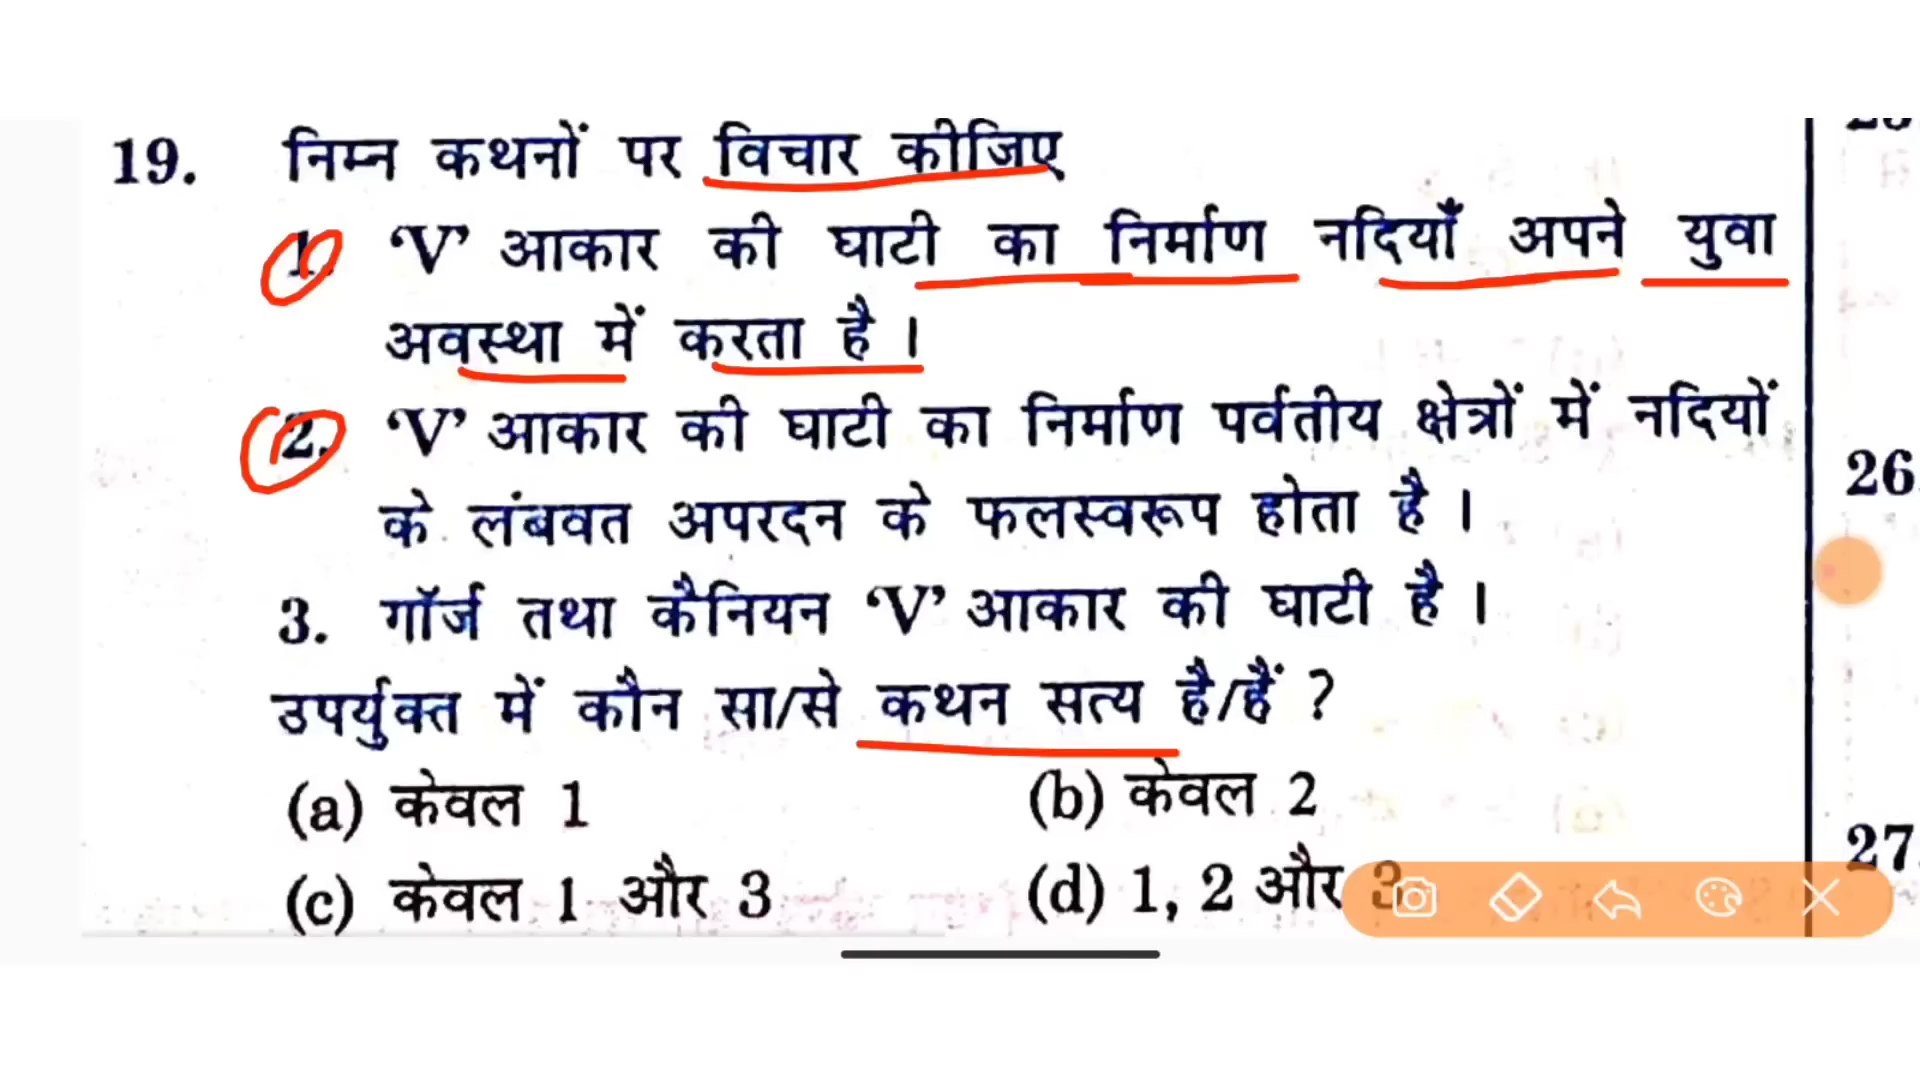 19. निम्न कथनों पर विचार कीजिए
1. ‘V’ आकार की घाटी का निर्माण नदियाँ अपने युवा
अवस्था में करता है ।
2. ‘V’ आकार की घाटी का निर्माण पर्वतीय क्षेत्रों में नदियों
के लंबवत अपरदन के फलस्वरूप होता है ।
3. गॉर्ज तथा कैनियन ‘V’ आकार की घाटी है ।
उपर्युक्त में कौन सा/से कथन सत्य है/हैं ?
(a) केवल 1 (b) केवल 2
(c) केवल 1 और 3 (d) 1, 2 और 3
26.
27.